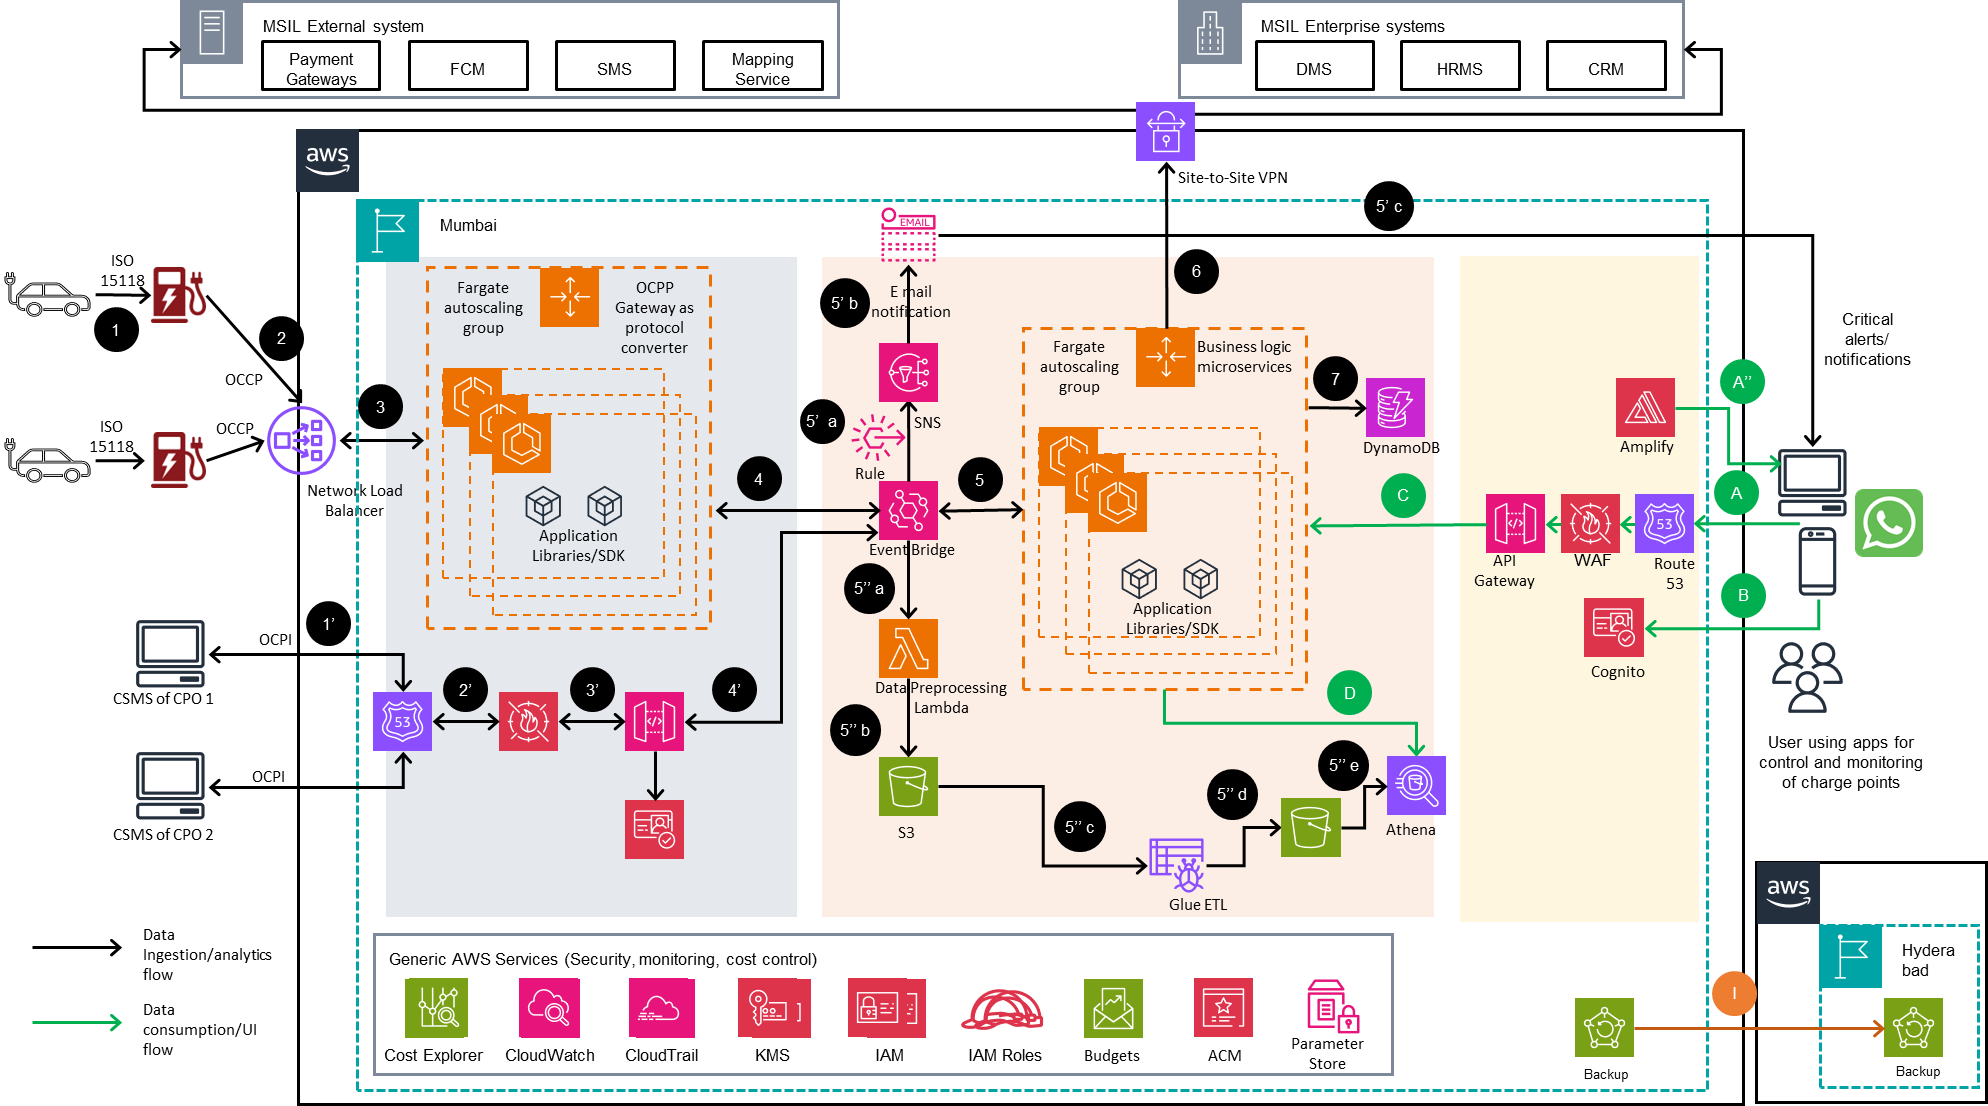 MSIL External system
Payment
Gateways
FCM
SMS
Mapping
Service
MSIL Enterprise systems
DMS
HRMS
CRM
aws
Site-to-Site VPN
5’ c
Mumbai
EMAIL
6
ISO
15118
1
2
OCCP
ISO
15118
OCCP
3
Network Load
Balancer
Fargate
autoscaling
group
OCPP
Gateway as
protocol
converter
Application
Libraries/SDK
4
5’ b
E mail
notification
5’ a
SNS
Rule
Event Bridge
5
5’’ a
Data Preprocessing
Lambda
5’’ b
S3
5’’ c
Glue ETL
5’’ d
5’’ e
Athena
Fargate
autoscaling
group
Business logic
microservices
Application
Libraries/SDK
7
DynamoDB
C
D
Critical
alerts/
notifications
A’’
Amplify
A
API
Gateway
WAF
53
Route
53
B
Cognito
User using apps for
control and monitoring
of charge points
1’
OCPI
CSMS of CPO 1
2’
3’
4’
53
OCPI
CSMS of CPO 2
Data
Ingestion/analytics
flow
Data
consumption/UI
flow
Generic AWS Services (Security, monitoring, cost control)
Cost Explorer
CloudWatch
CloudTrail
KMS
IAM
IAM Roles
Budgets
ACM
Parameter
Store
Backup
I
aws
Hydera
bad
Backup